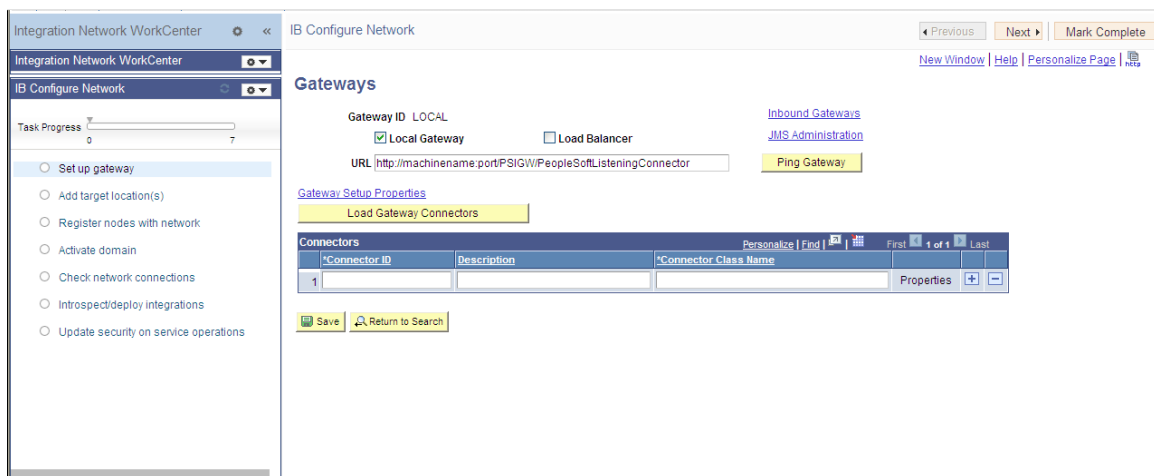 Integration Network WorkCenter
IB Configure Network
Previous
Next
Mark Complete
Integration Network WorkCenter
New Window | Help | Personalize Page |
http
IB Configure Network
Gateways
Task Progress
0 7
Gateway ID LOCAL
Inbound Gateways
Local Gateway
Load Balancer
JMS Administration
URL http://machinename:port/PSIGW/PeopleSoftListeningConnector
Ping Gateway
Set up gateway
Add target location(s)
Register nodes with network
Activate domain
Check network connections
Introspect/deploy integrations
Update security on service operations
Gateway Setup Properties
Load Gateway Connectors
Connectors
Personalize | Find |
First 1 of 1 Last
*Connector ID Description *Connector Class Name
1 Properties
Save Return to Search